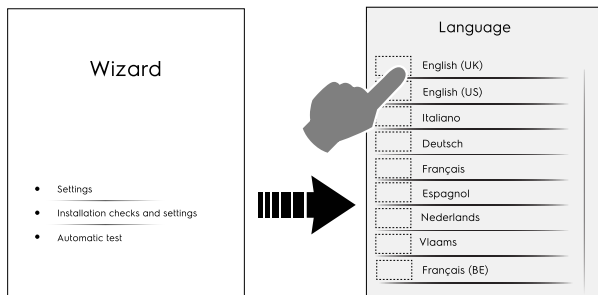 Wizard
Settings
Installation checks and settings
Automatic test
Language
English (UK)
English (US)
Italiano
Deutsch
Français
Espagnol
Nederlands
Vlaams
Français (BE)